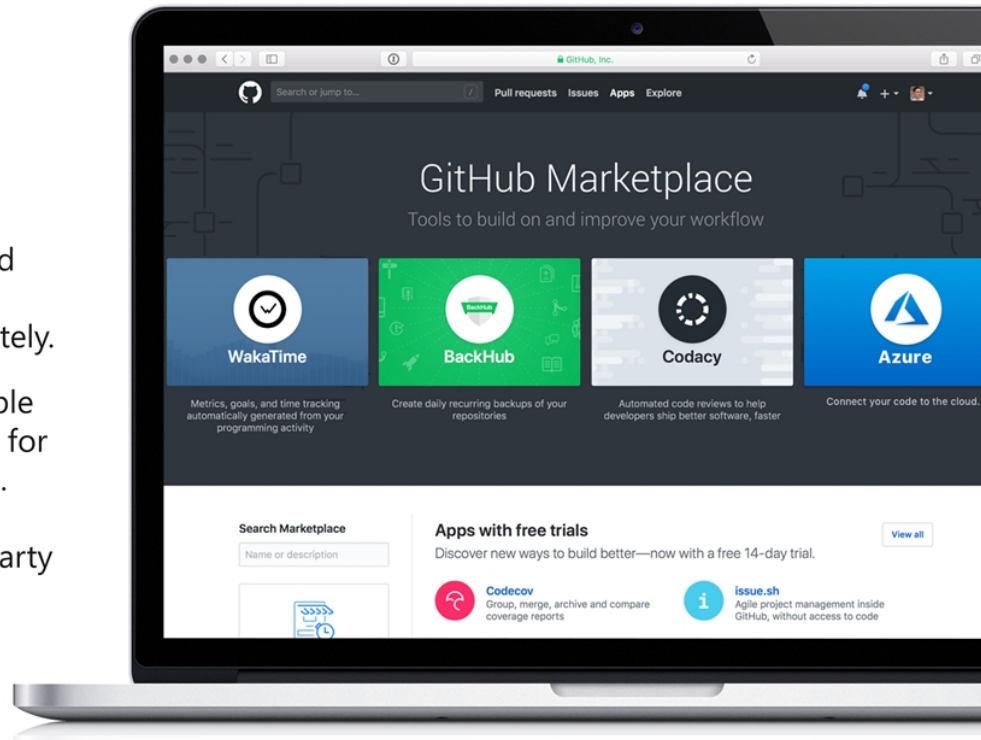 d
tely.
ple
for
.
arty
GitHub, Inc.
Search or jump to... / Pull requests Issues Apps Explore
GitHub Marketplace
Tools to build on and improve your workflow
WakaTime
Metrics, goals, and time tracking
automatically generated from your
programming activity
BackHub
BackHub
Create daily recurring backups of your
repositories
Codacy
Automated code reviews to help
developers ship better software, faster
Azure
Connect your code to the cloud.
Search Marketplace
Name or description
Apps with free trials
View all
Discover new ways to build better—now with a free 14-day trial.
Codecov
Group, merge, archive and compare
coverage reports
i
issue.sh
Agile project management inside
GitHub, without access to code